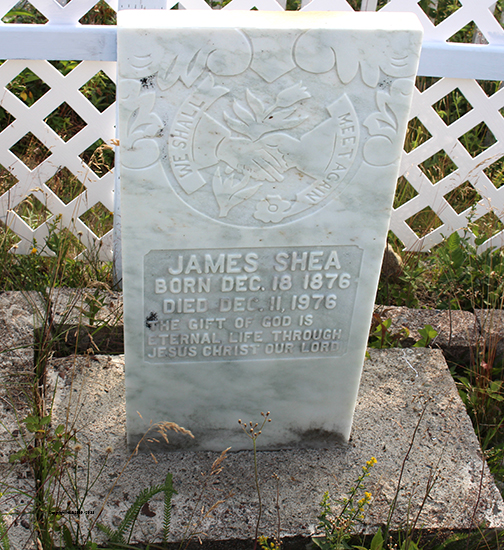 WE SHALL MEET AGAIN
JAMES SHEA
BORN DEC. 18 1876
DIED DEC. 11, 1976
THE GIFT OF GOD IS
ETERNAL LIFE THROUGH
JESUS CHRIST OUR LORD